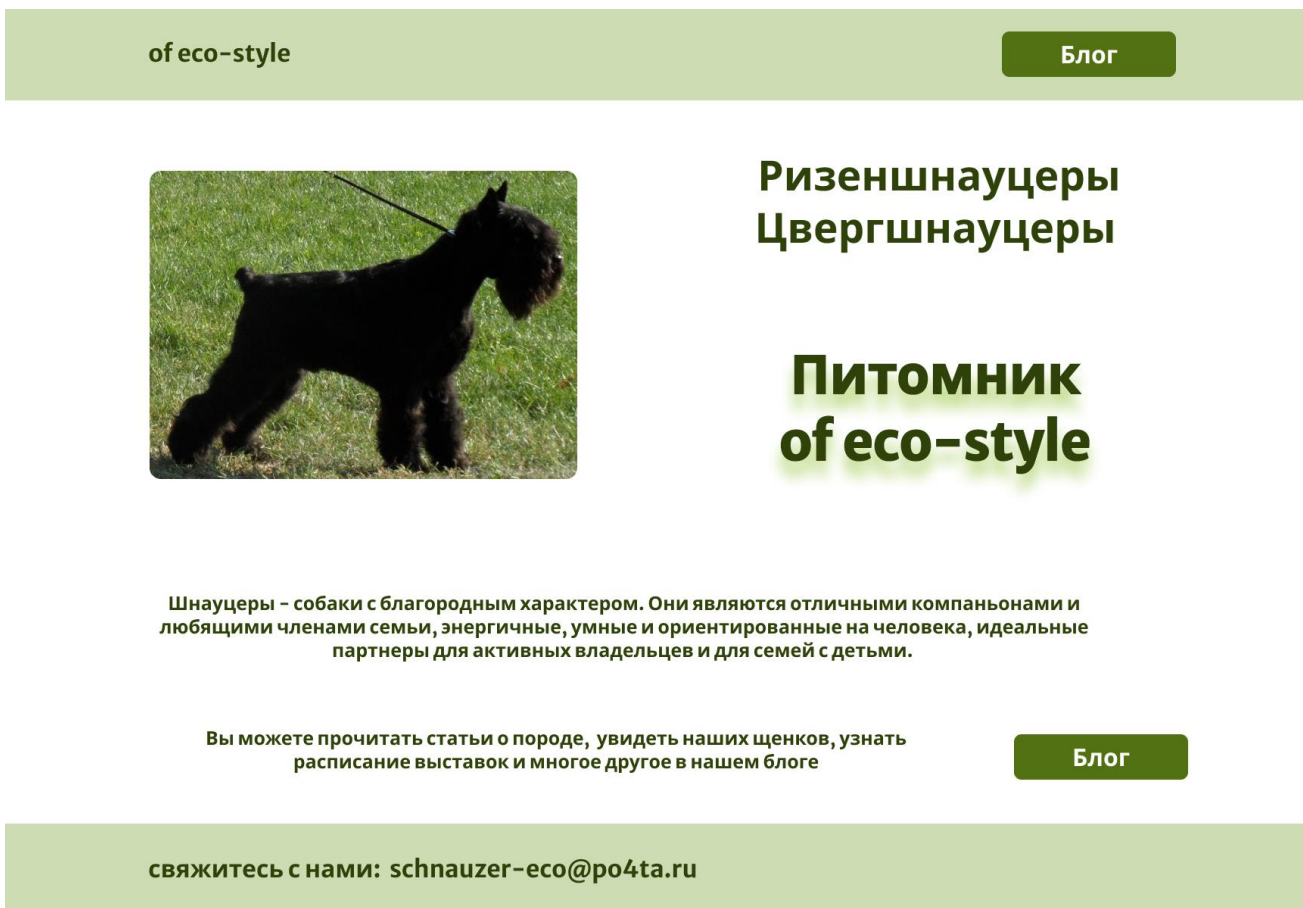 of eco-style
Блог
Ризеншнауцеры
Цвергшнауцеры
Питомник
of eco-style
Шнауцеры - собаки с благородным характером. Они являются отличными компаньонами и
любящими членами семьи, энергичные, умные и ориентированные на человека, идеальные
партнеры для активных владельцев и для семей с детьми.
Вы можете прочитать статьи о породе, увидеть наших щенков, узнать
расписание выставок и многое другое в нашем блоге
Блог
свяжитесь с нами: schnauzer-eco@po4ta.ru